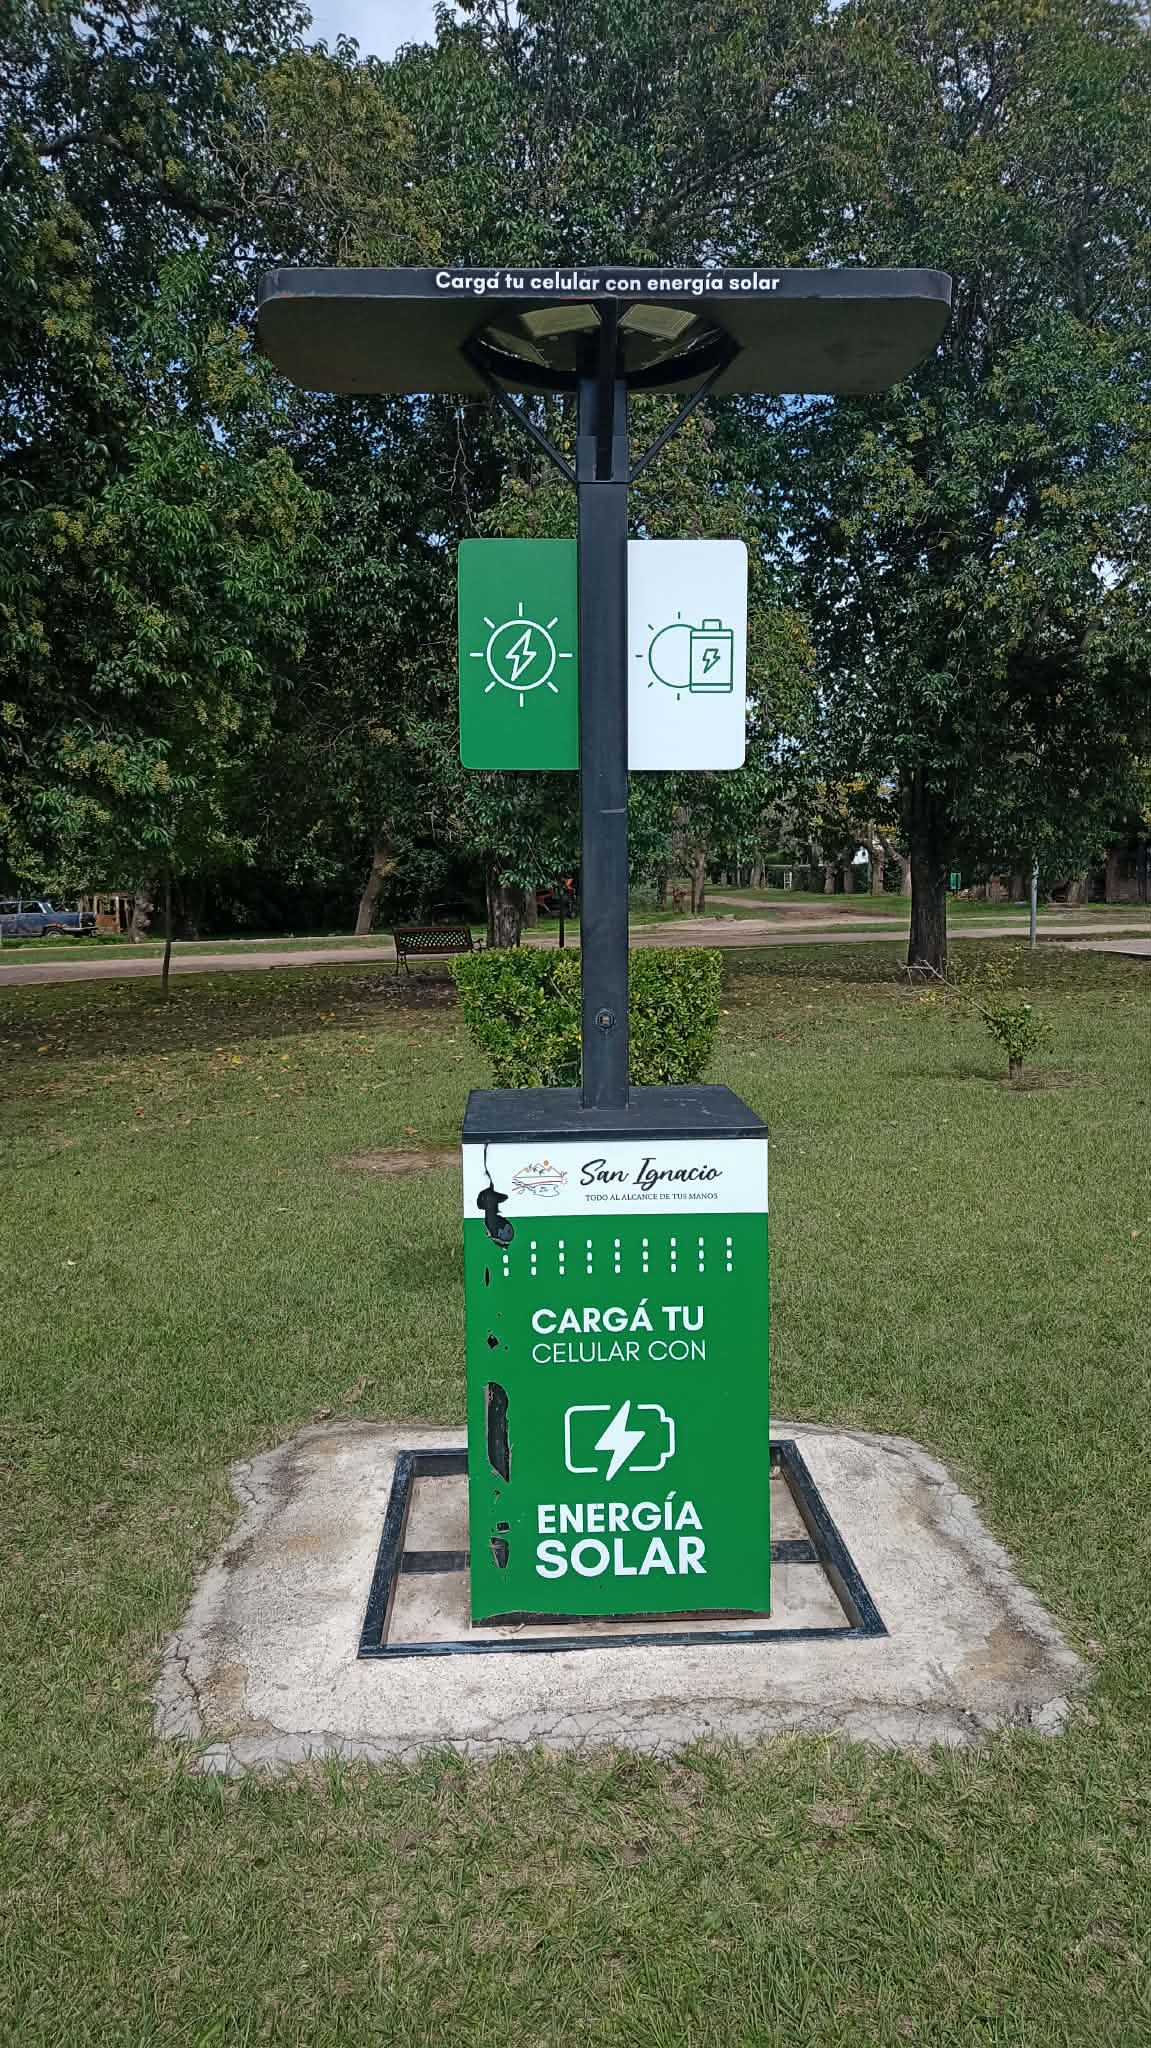 Cargá tu celular con energía solar
San Ignacio
TODO AL ALCANCE DE TUS MANOS
CARGÁ TU
CELULAR CON
ENERGÍA
SOLAR